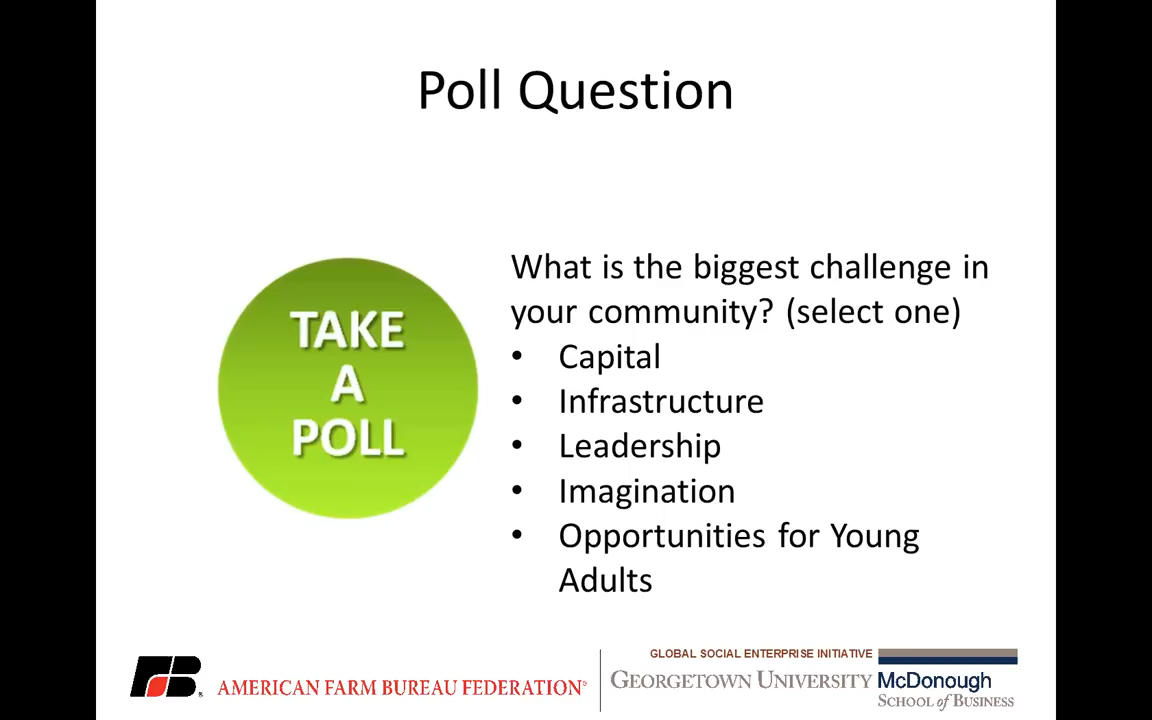 Poll Question
TAKE
A
POLL
What is the biggest challenge in
your community? (select one)
• Capital
• Infrastructure
• Leadership
• Imagination
• Opportunities for Young
Adults
FB®
AMERICAN FARM BUREAU FEDERATION®
GLOBAL SOCIAL ENTERPRISE INITIATIVE
GEORGETOWN UNIVERSITY McDonough
SCHOOL of BUSINESS